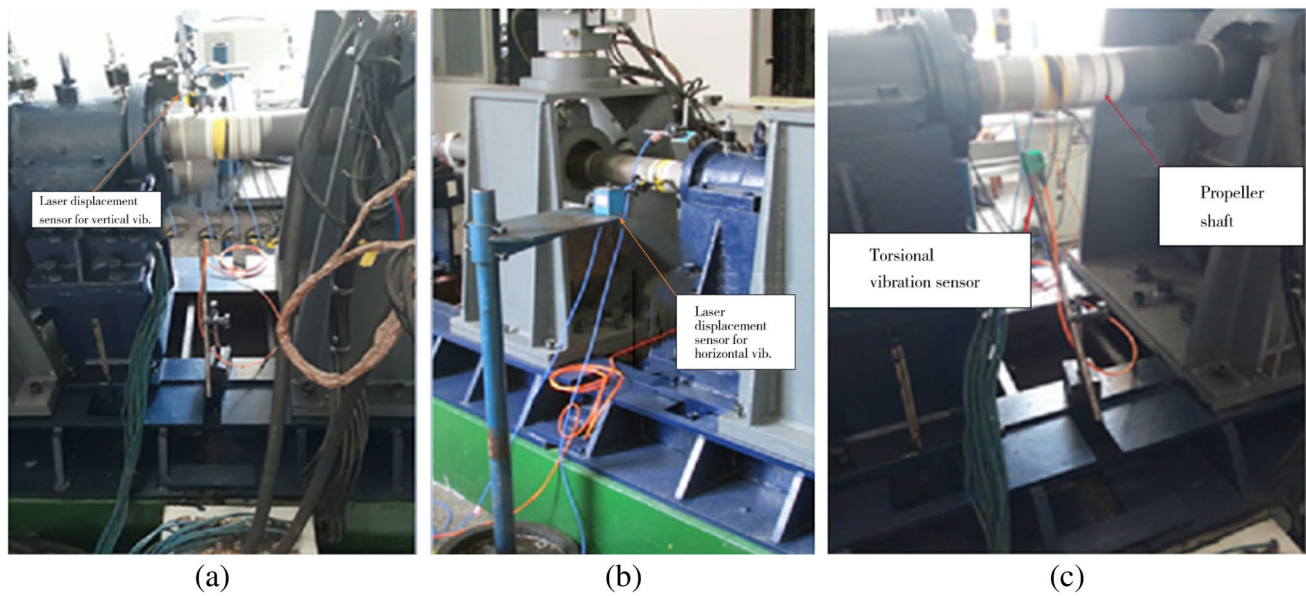 Laser displacement
sensor for vertical vib.
Laser
displacement
sensor for
horizontal vib.
Propeller
shaft
Torsional
vibration sensor
(a)
(b)
(c)